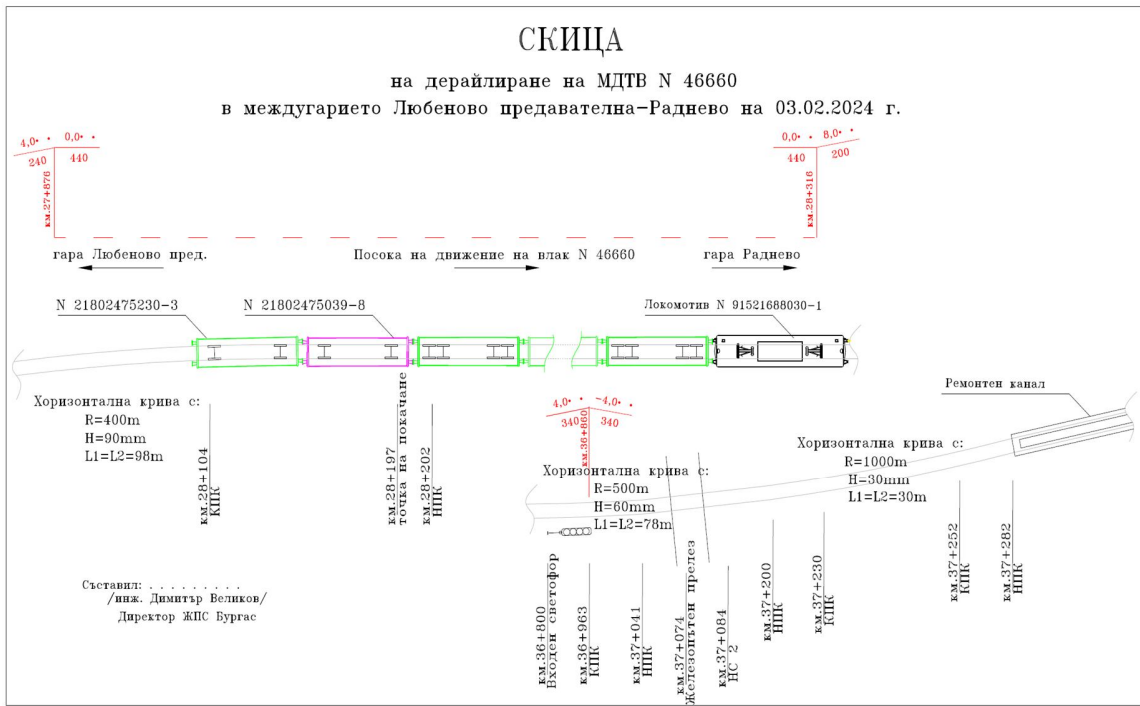 СКИЦА
на дерайлиране на МДТВ N 46660
в междугарието Любеново предавателна-Раднево на 03.02.2024 г.
4,0• • 0,0• •
240 440
км.27+876
0,0• • 8,0• •
440 200
км.28+316
гара Любеново пред.
Посока на движение на влак N 46660
гара Раднево
N 21802475230-3
N 21802475039-8
Локомотив N 91521688030-1
Ремонтен канал
Хоризонтална крива с:
R=400m
H=90mm
L1=L2=98m
км.28+104
КПК
км.28+197
точка на покачане
км.28+202
НПК
4,0• • -4,0• •
340 340
км.36+860
Хоризонтална крива с:
R=500m
H=60mm
L1=L2=78m
Хоризонтална крива с:
R=1000m
H=30mm
L1=L2=30m
км.36+800
Входен светофор
км.36+963
КПК
км.37+041
НПК
км.37+074
Железопътен прелез
км.37+084
НС 2
км.37+200
НПК
км.37+230
КПК
км.37+252
КПК
км.37+282
НПК
Съставил: . . . . . . . . .
/инж. Димитър Великов/
Директор ЖПС Бургас